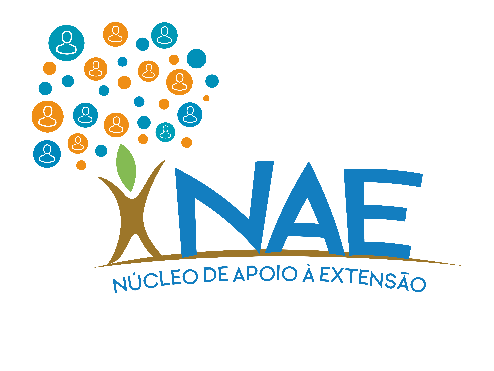 NAE
NÚCLEO DE APOIO À EXTENSÃO